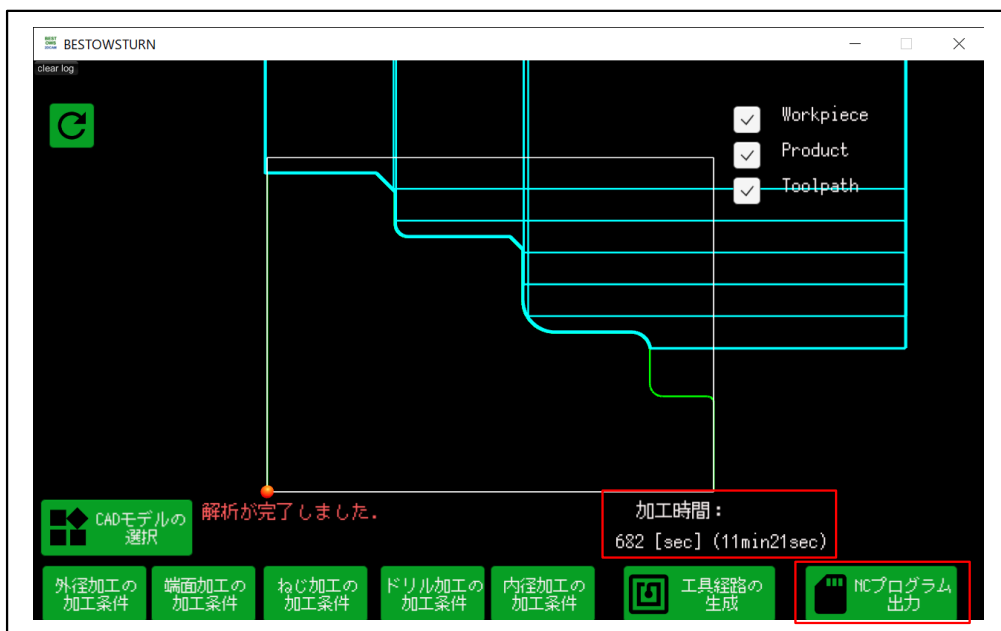 BESTOWSTURN
clear log
Workpiece
Product
Toolpath
CADモデルの
選択
解析が完了しました.
加工時間：
682 [sec] (11min21sec)
外径加工の
加工条件
端面加工の
加工条件
ねじ加工の
加工条件
ドリル加工の
加工条件
内径加工の
加工条件
工具経路の
生成
NCプログラム
出力